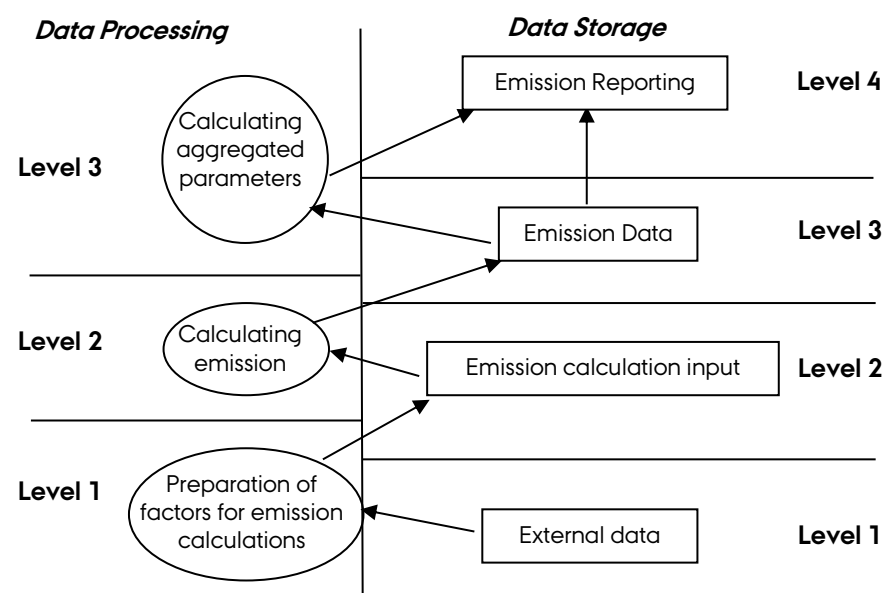 Data Processing
Data Storage
Emission Reporting
Level 4
Calculating
aggregated
parameters
Level 3
Emission Data
Level 3
Calculating
emission
Level 2
Emission calculation input
Level 2
Preparation of
factors for emission
calculations
Level 1
External data
Level 1